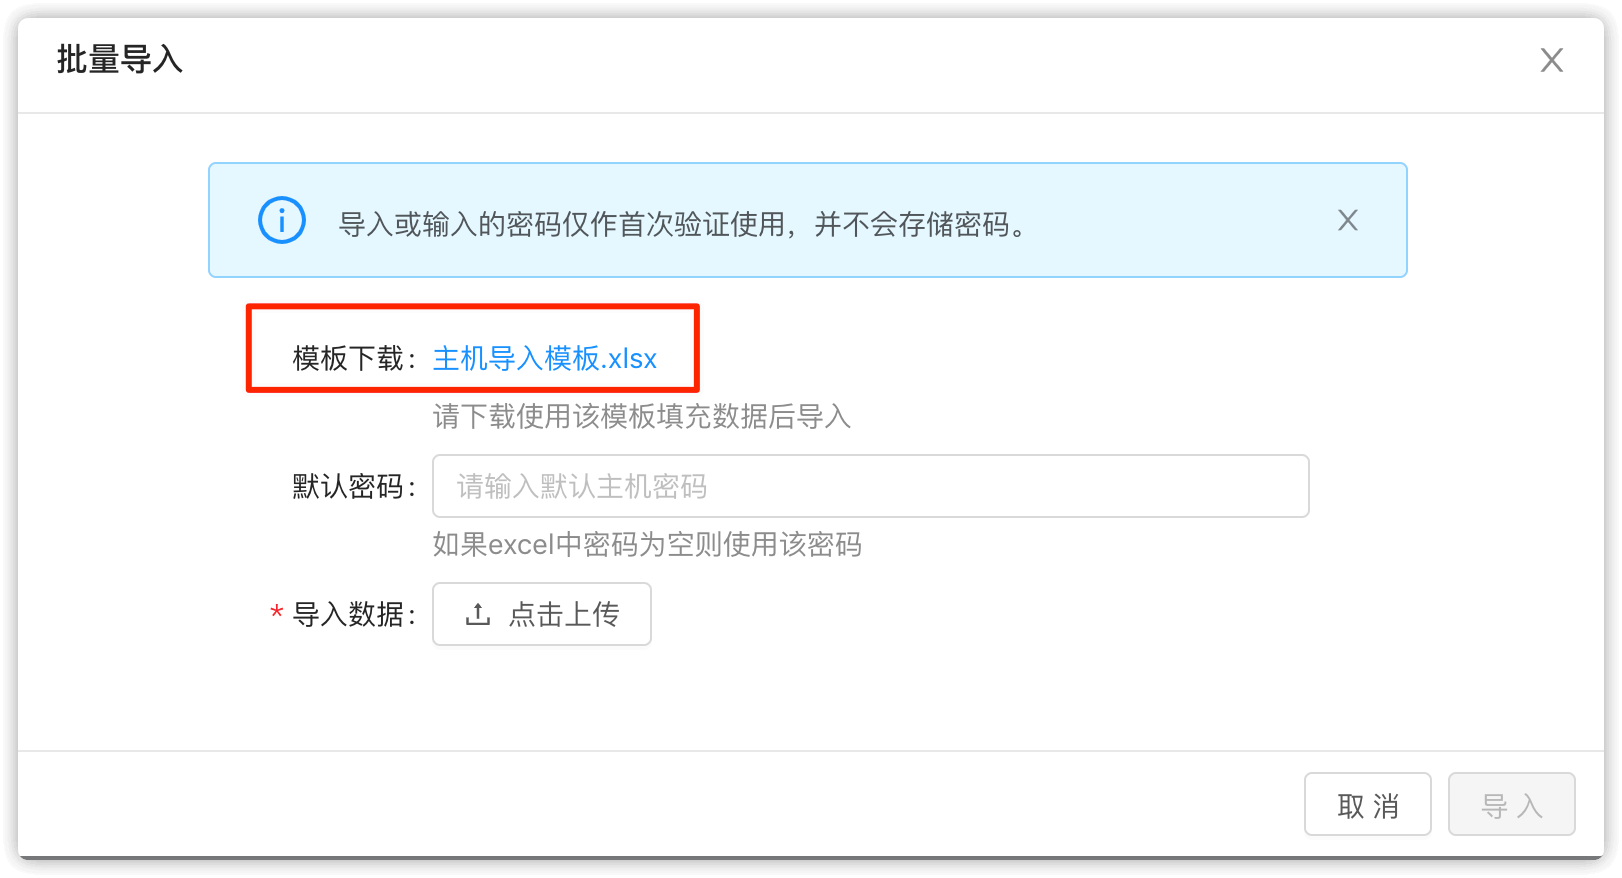 批量导入
导入或输入的密码仅作首次验证使用，并不会存储密码。
模板下载： 主机导入模板.xlsx
请下载使用该模板填充数据后导入
默认密码： 请输入默认主机密码
如果excel中密码为空则使用该密码
* 导入数据： 点击上传
取 消 导 入